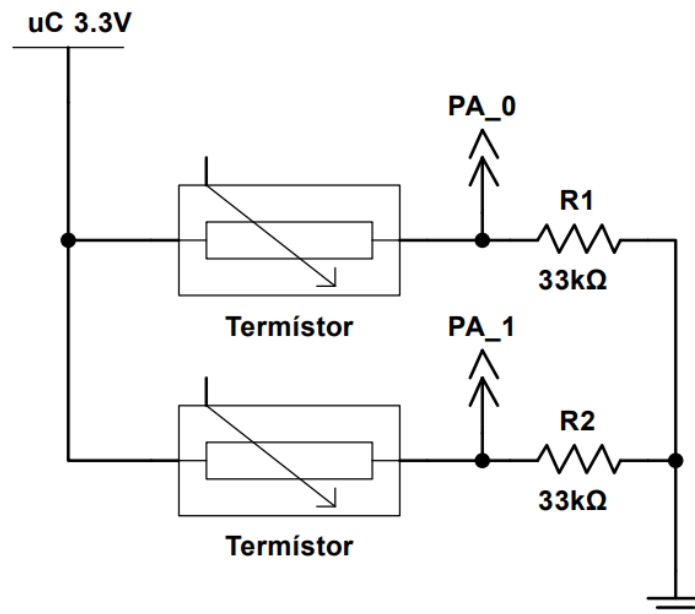 uC 3.3V
PA_0
R1
33kΩ
Termístor
PA_1
R2
33kΩ
Termístor